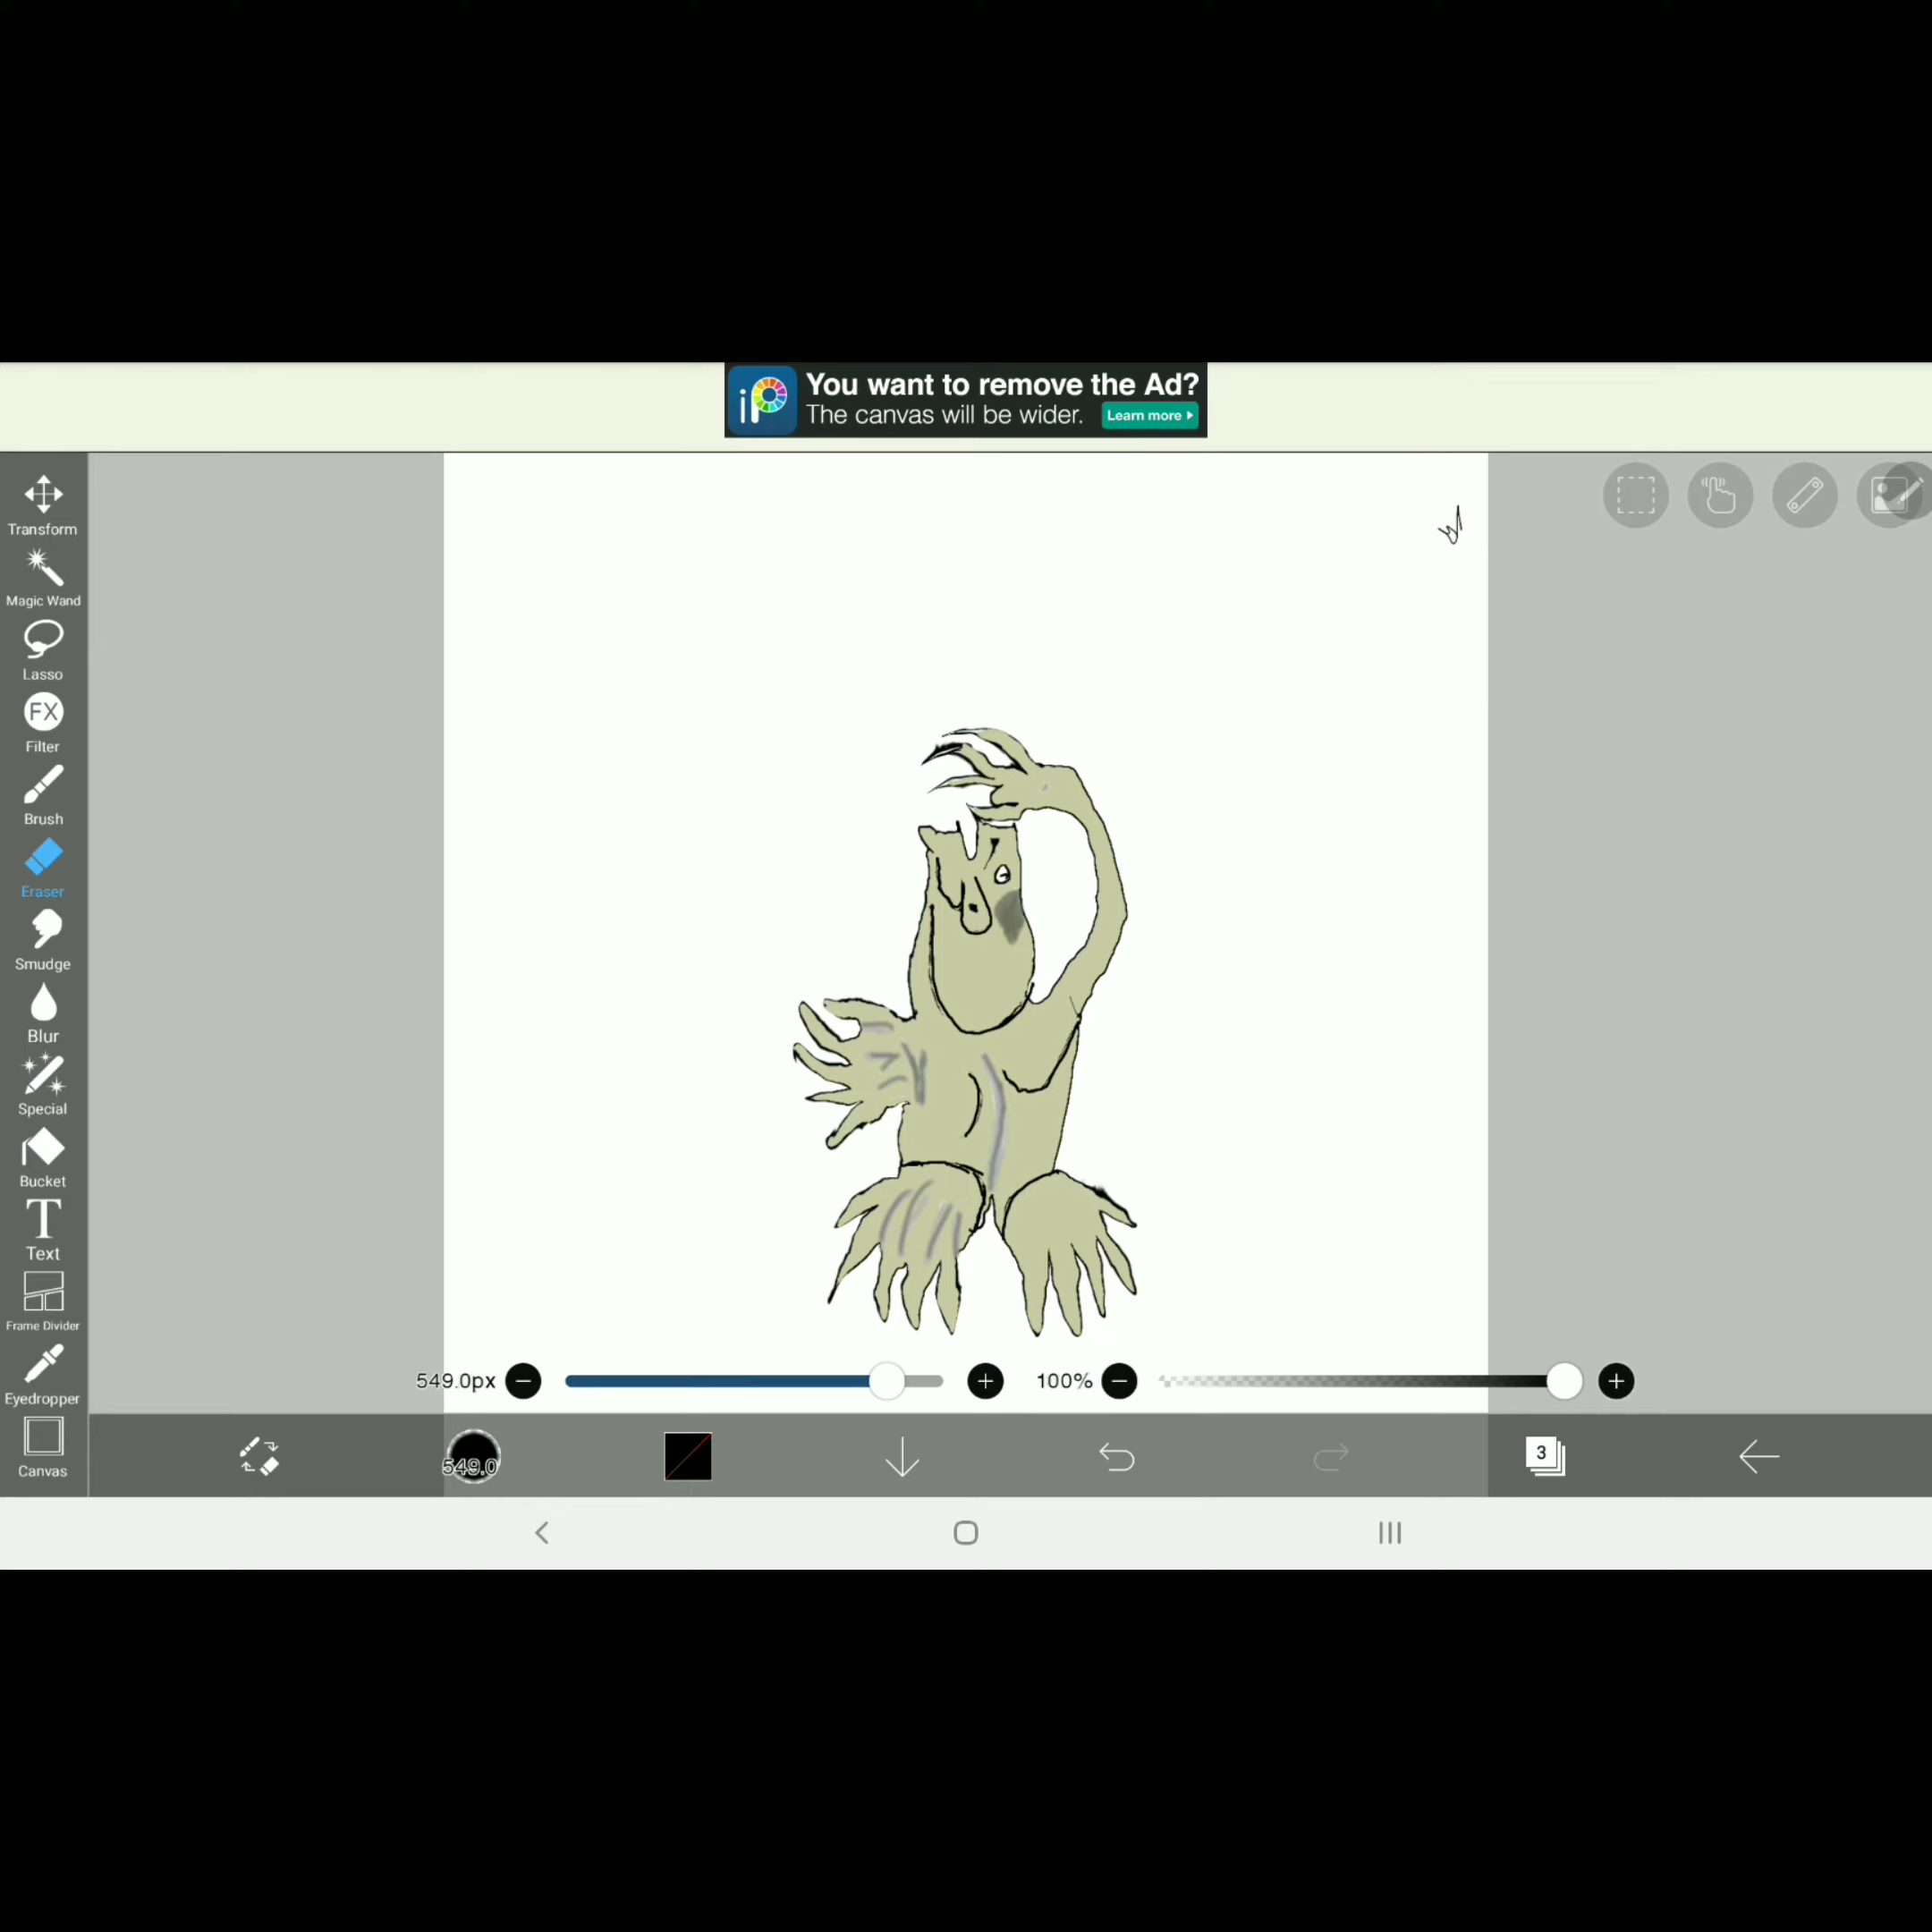 iP
You want to remove the Ad?
The canvas will be wider.
Learn more
Transform
Magic Wand
Lasso
FX
Filter
Brush
Eraser
Smudge
Blur
Special
Bucket
T
Text
Frame Divider
Eyedropper
Canvas
549.0px
100%
549.0
3